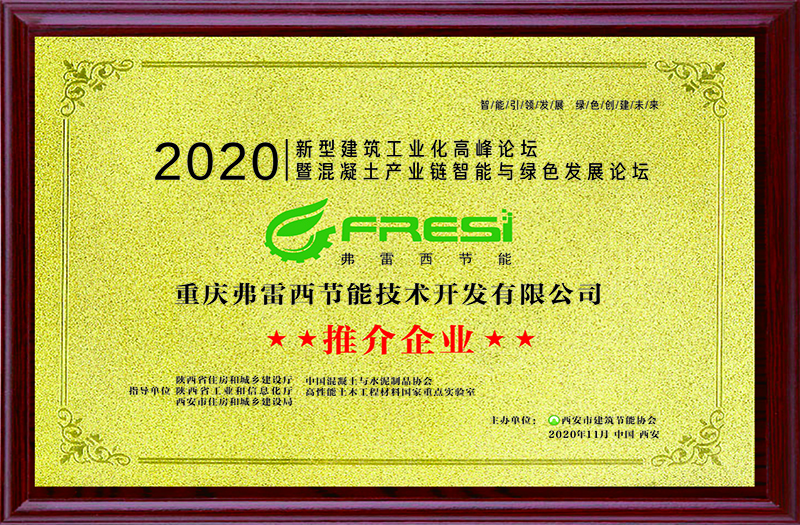 智/能/引/领/发/展 绿/色/创/建/未/来
2020 新型建筑工业化高峰论坛
暨混凝土产业链智能与绿色发展论坛
FRESI
弗雷西节能
重庆弗雷西节能技术开发有限公司
★★推介企业★★
指导单位 陕西省住房和城乡建设厅 中国混凝土与水泥制品协会
陕西省工业和信息化厅 高性能土木工程材料国家重点实验室
西安市住房和城乡建设局
主办单位： 西安市建筑节能协会
2020年11月 中国 西安